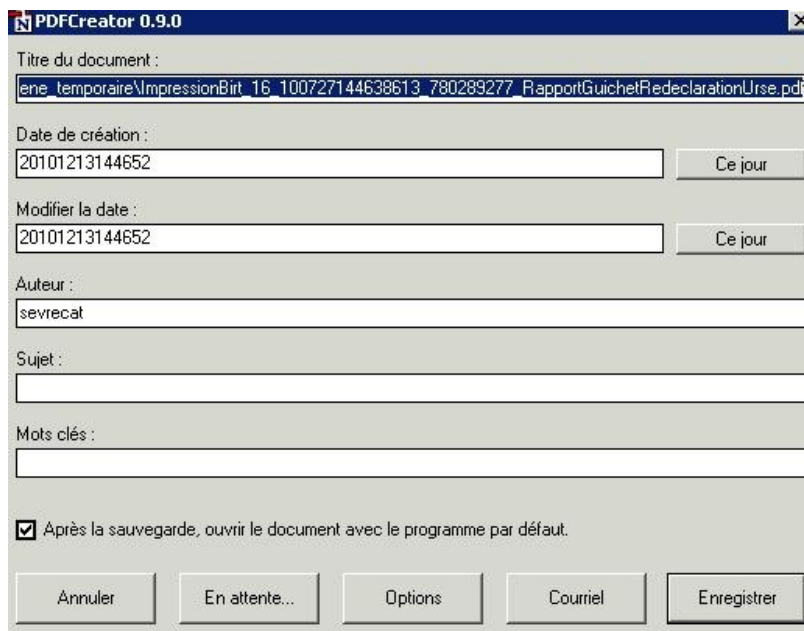 PDFCreator 0.9.0
Titre du document :
ene_temporaire\ImpressionBirt_16_100727144638613_780289277_RapportGuichetRedeclarationUrse.pdf
Date de création :
20101213144652
Ce jour
Modifier la date :
20101213144652
Ce jour
Auteur :
sevrecat
Sujet :
Mots clés :
Après la sauvegarde, ouvrir le document avec le programme par défaut.
Annuler En attente... Options Courriel Enregistrer